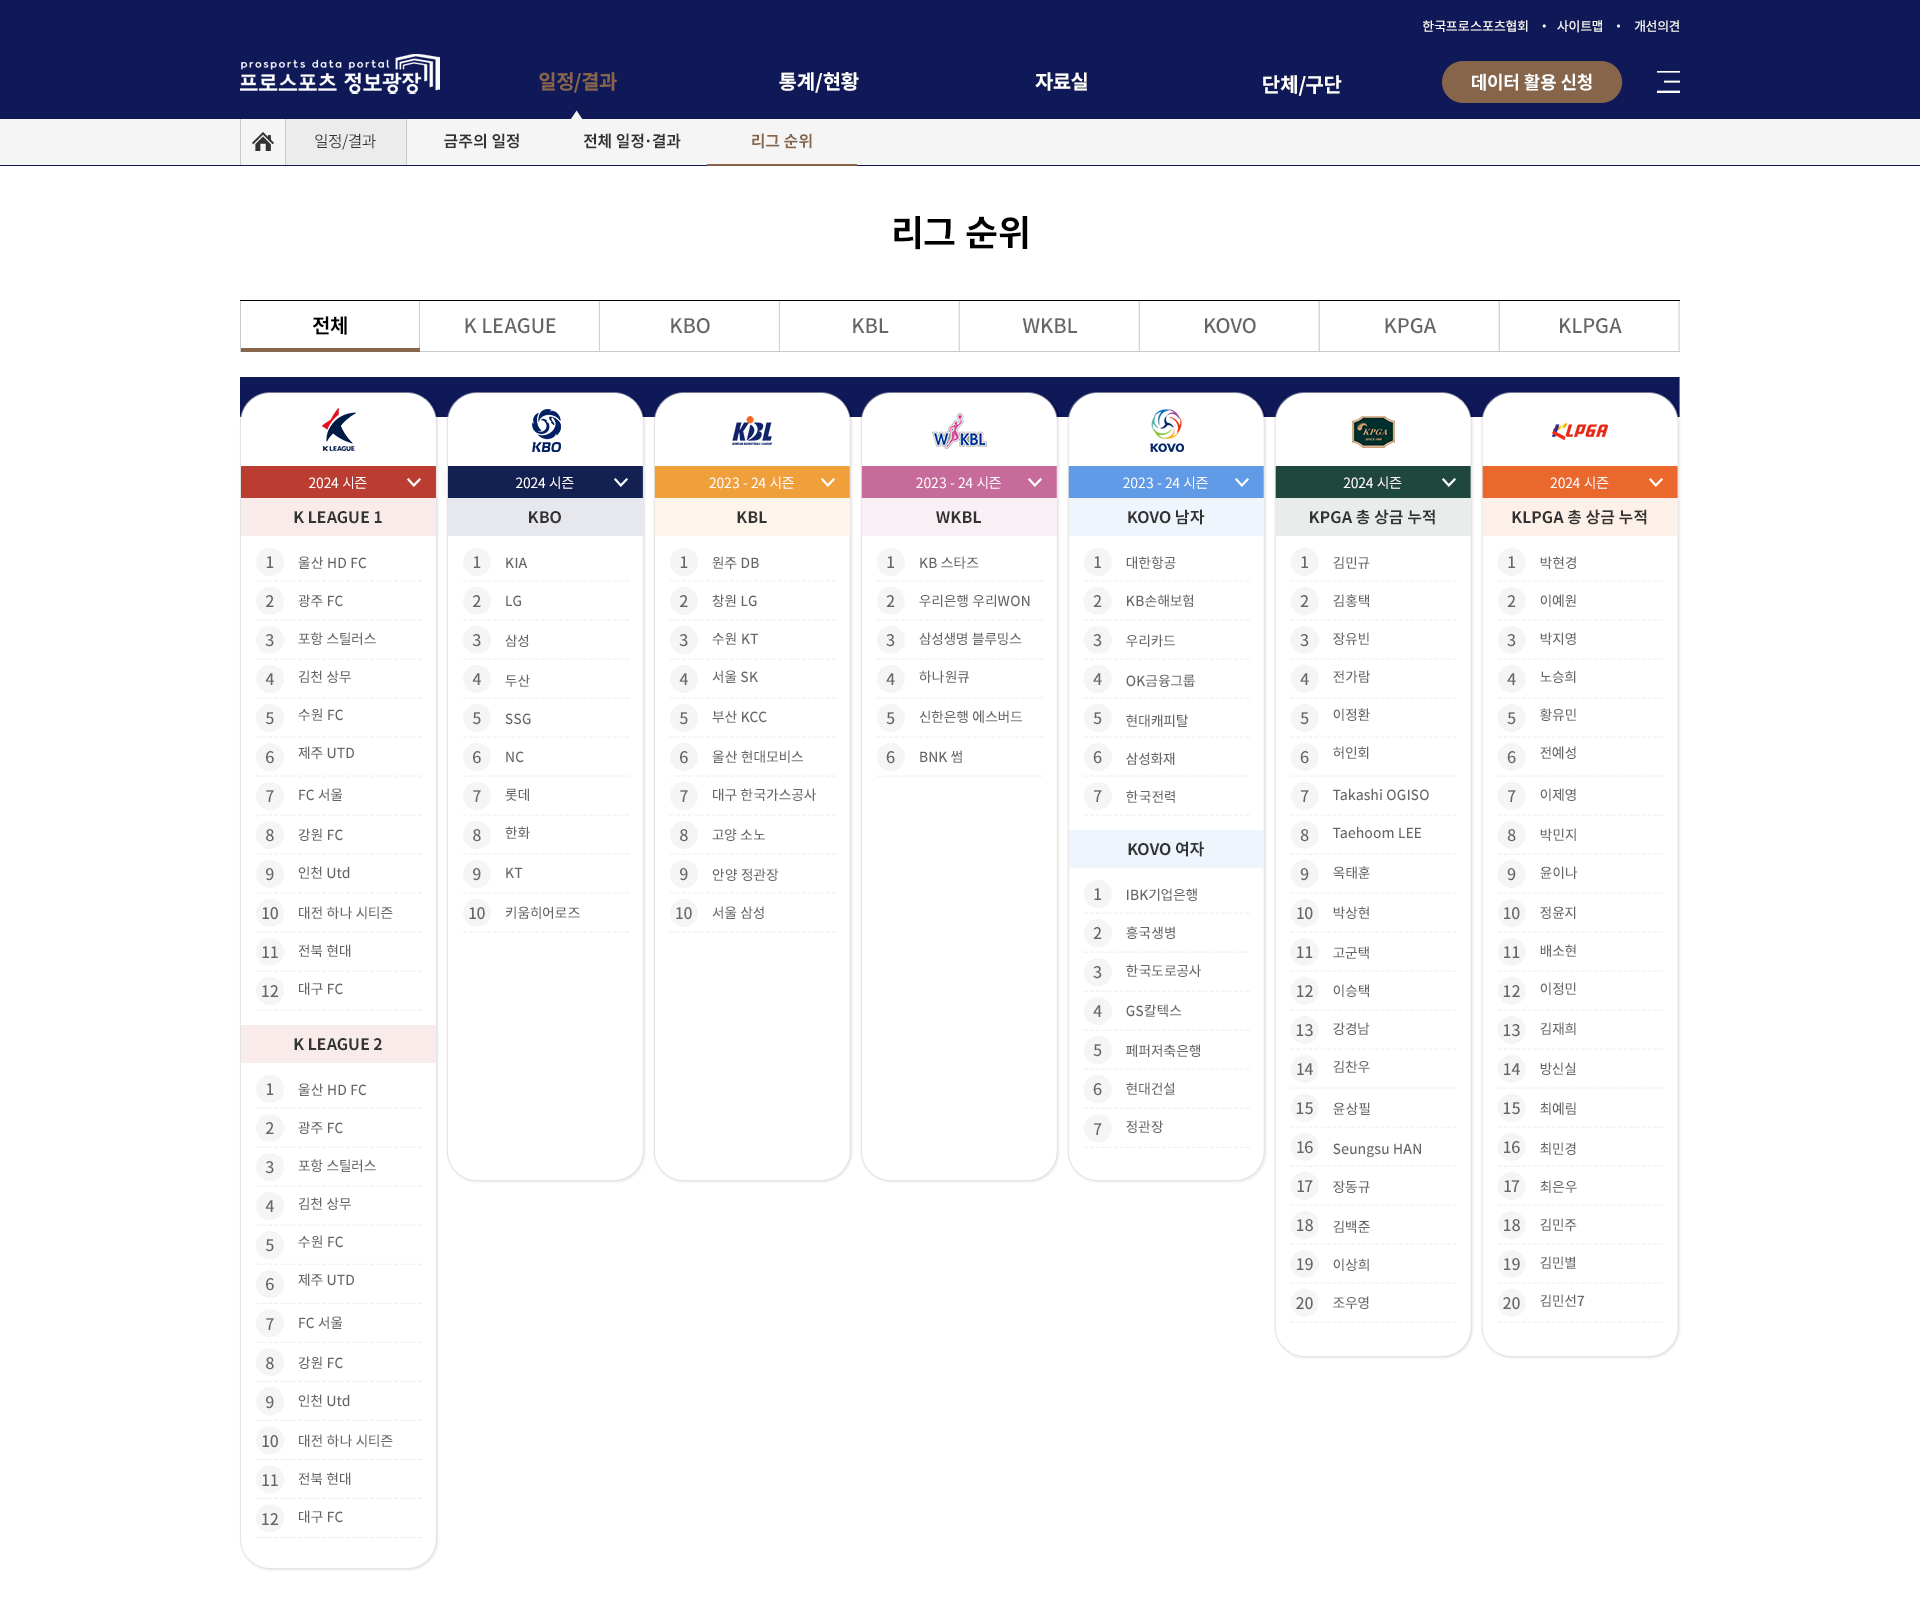 한국프로스포츠협회 • 사이트맵 • 개선의견
prosports data portal
프로스포츠 정보광장
일정/결과
통계/현황
자료실
단체/구단
데이터 활용 신청
일정/결과
금주의 일정
전체 일정·결과
리그 순위
리그 순위
전체
K LEAGUE
KBO
KBL
WKBL
KOVO
KPGA
KLPGA
K LEAGUE
2024 시즌
K LEAGUE 1
1 울산 HD FC
2 광주 FC
3 포항 스틸러스
4 김천 상무
5 수원 FC
6 제주 UTD
7 FC 서울
8 강원 FC
9 인천 Utd
10 대전 하나 시티즌
11 전북 현대
12 대구 FC
K LEAGUE 2
1 울산 HD FC
2 광주 FC
3 포항 스틸러스
4 김천 상무
5 수원 FC
6 제주 UTD
7 FC 서울
8 강원 FC
9 인천 Utd
10 대전 하나 시티즌
11 전북 현대
12 대구 FC
KBO
2024 시즌
KBO
1 KIA
2 LG
3 삼성
4 두산
5 SSG
6 NC
7 롯데
8 한화
9 KT
10 키움히어로즈
KBL
2023 - 24 시즌
KBL
1 원주 DB
2 창원 LG
3 수원 KT
4 서울 SK
5 부산 KCC
6 울산 현대모비스
7 대구 한국가스공사
8 고양 소노
9 안양 정관장
10 서울 삼성
WKBL
2023 - 24 시즌
WKBL
1 KB 스타즈
2 우리은행 우리WON
3 삼성생명 블루밍스
4 하나원큐
5 신한은행 에스버드
6 BNK 썸
KOVO
2023 - 24 시즌
KOVO 남자
1 대한항공
2 KB손해보험
3 우리카드
4 OK금융그룹
5 현대캐피탈
6 삼성화재
7 한국전력
KOVO 여자
1 IBK기업은행
2 흥국생병
3 한국도로공사
4 GS칼텍스
5 페퍼저축은행
6 현대건설
7 정관장
KPGA
2024 시즌
KPGA 총 상금 누적
1 김민규
2 김홍택
3 장유빈
4 전가람
5 이정환
6 허인회
7 Takashi OGISO
8 Taehoom LEE
9 옥태훈
10 박상현
11 고군택
12 이승택
13 강경남
14 김찬우
15 윤상필
16 Seungsu HAN
17 장동규
18 김백준
19 이상희
20 조우영
KLPGA
2024 시즌
KLPGA 총 상금 누적
1 박현경
2 이예원
3 박지영
4 노승희
5 황유민
6 전예성
7 이제영
8 박민지
9 윤이나
10 정윤지
11 배소현
12 이정민
13 김재희
14 방신실
15 최예림
16 최민경
17 최은우
18 김민주
19 김민별
20 김민선7